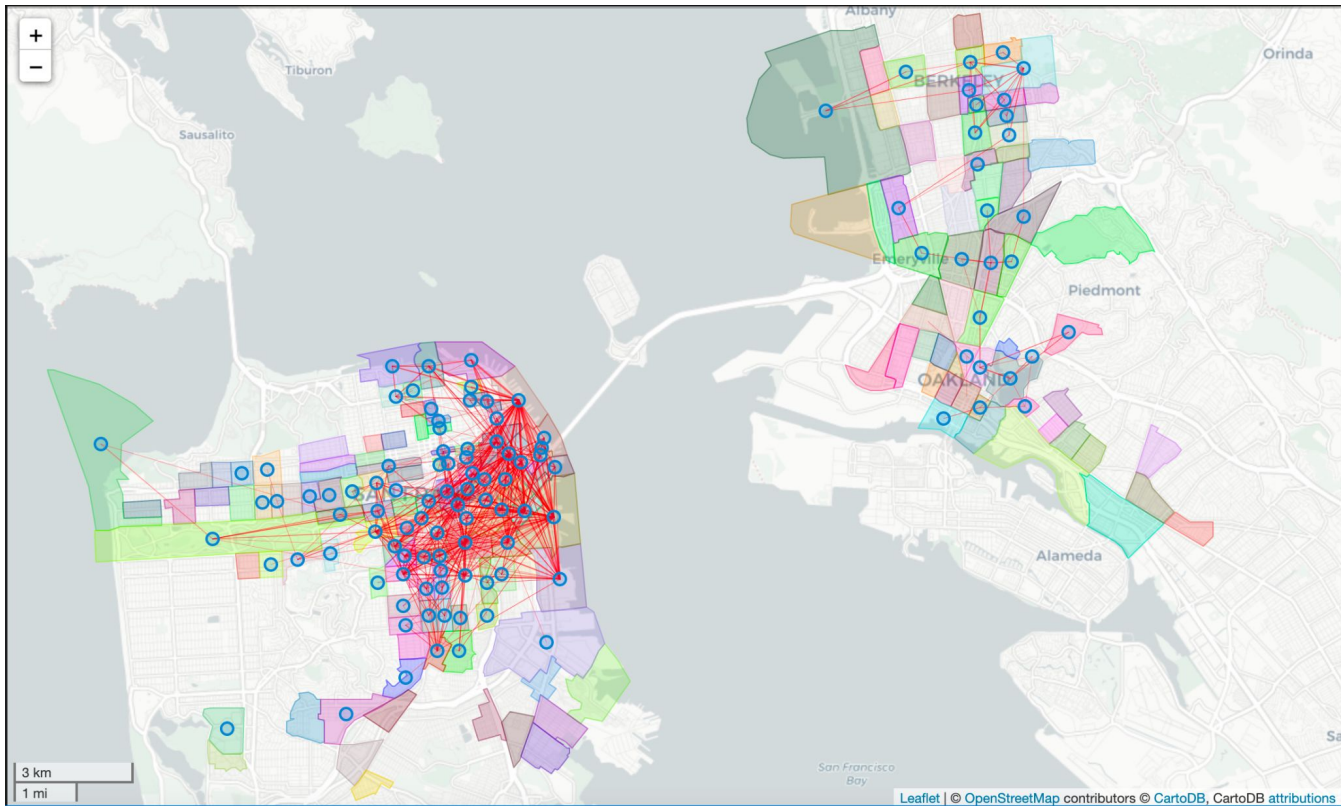 +
−
Albany
Tiburon
Orinda
BERKELEY
Sausalito
Emeryville
Piedmont
OAKLAND
Alameda
3 km
1 mi
San Francisco
Bay
Leaflet | © OpenStreetMap contributors © CartoDB, CartoDB attributions